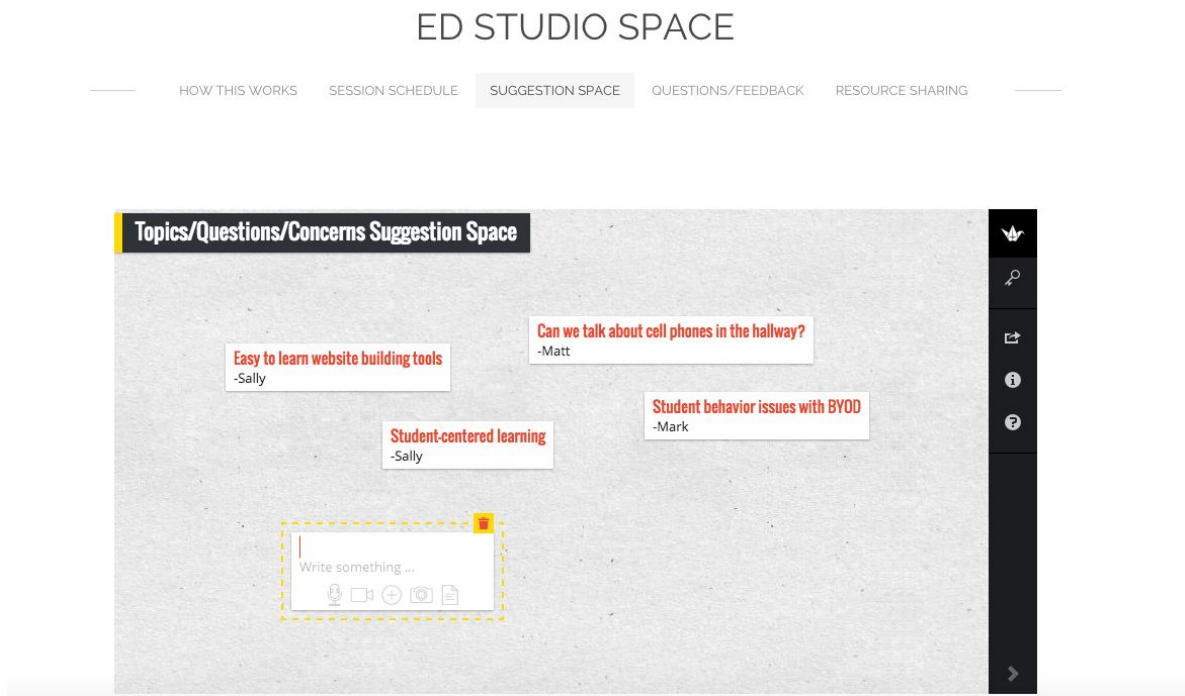 ED STUDIO SPACE
HOW THIS WORKS SESSION SCHEDULE SUGGESTION SPACE QUESTIONS/FEEDBACK RESOURCE SHARING
Topics/Questions/Concerns Suggestion Space
Can we talk about cell phones in the hallway?
-Matt
Easy to learn website building tools
-Sally
Student behavior issues with BYOD
-Mark
Student-centered learning
-Sally
Write something ...